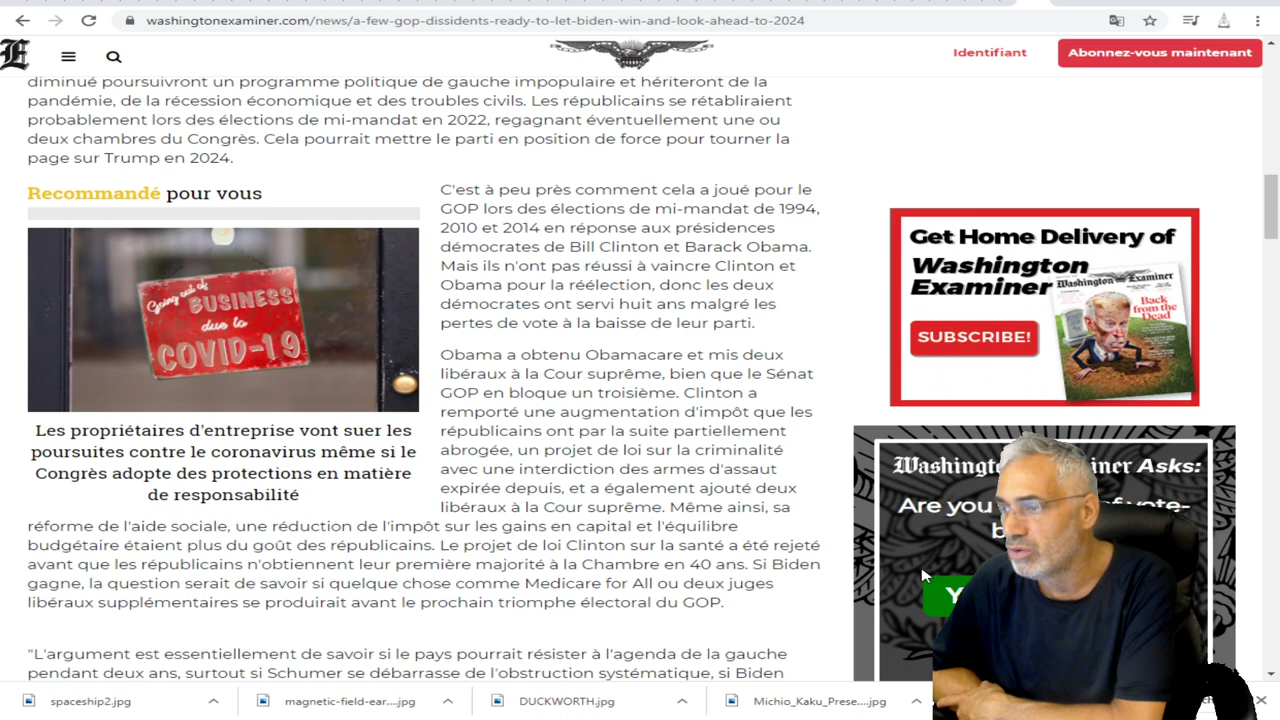 washingtonexaminer.com/news/a-few-gop-dissidents-ready-to-let-biden-win-and-look-ahead-to-2024
Identifiant
Abonnez-vous maintenant
diminué poursuivront un programme politique de gauche impopulaire et hériteront de la
pandémie, de la récession économique et des troubles civils. Les républicains se rétabliraient
probablement lors des élections de mi-mandat en 2022, regagnant éventuellement une ou
deux chambres du Congrès. Cela pourrait mettre le parti en position de force pour tourner la
page sur Trump en 2024.
Recommandé pour vous
Going out of
BUSINESS
due to
COVID-19
Les propriétaires d'entreprise vont suer les
poursuites contre le coronavirus même si le
Congrès adopte des protections en matière
de responsabilité
C'est à peu près comment cela a joué pour le
GOP lors des élections de mi-mandat de 1994,
2010 et 2014 en réponse aux présidences
démocrates de Bill Clinton et Barack Obama.
Mais ils n'ont pas réussi à vaincre Clinton et
Obama pour la réélection, donc les deux
démocrates ont servi huit ans malgré les
pertes de vote à la baisse de leur parti.
Obama a obtenu Obamacare et mis deux
libéraux à la Cour suprême, bien que le Sénat
GOP en bloque un troisième. Clinton a
remporté une augmentation d'impôt que les
républicains ont par la suite partiellement
abrogée, un projet de loi sur la criminalité
avec une interdiction des armes d'assaut
expirée depuis, et a également ajouté deux
libéraux à la Cour suprême. Même ainsi, sa
réforme de l'aide sociale, une réduction de l'impôt sur les gains en capital et l'équilibre
budgétaire étaient plus du goût des républicains. Le projet de loi Clinton sur la santé a été rejeté
avant que les républicains n'obtiennent leur première majorité à la Chambre en 40 ans. Si Biden
gagne, la question serait de savoir si quelque chose comme Medicare for All ou deux juges
libéraux supplémentaires se produirait avant le prochain triomphe électoral du GOP.
"L'argument est essentiellement de savoir si le pays pourrait résister à l'agenda de la gauche
pendant deux ans, surtout si Schumer se débarrasse de l'obstruction systématique, si Biden
Get Home Delivery of
Washington
Examiner
SUBSCRIBE!
Washington Examiner
Back
from the
Dead
Asks:
Are you of vote-
spaceship2.jpg
magnetic-field-ear....jpg
DUCKWORTH.jpg
Michio_Kaku_Prese....jpg